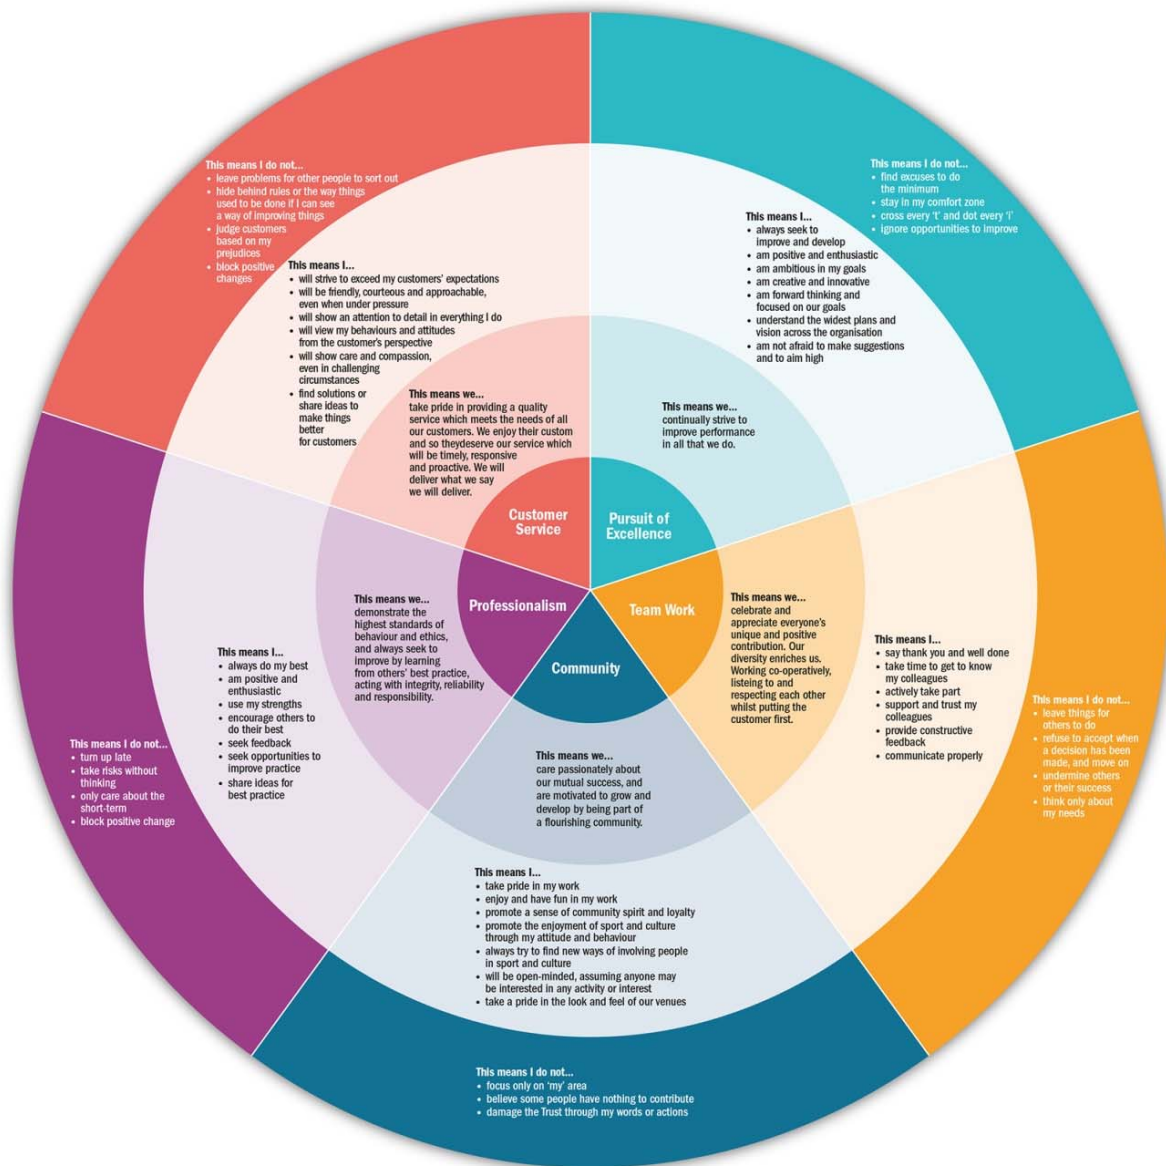 Customer
Service
This means we...
take pride in providing a quality
service which meets the needs of all
our customers. We enjoy their custom
and so theydeserve our service which
will be timely, responsive
and proactive. We will
deliver what we say
we will deliver.
This means I...
• will strive to exceed my customers' expectations
• will be friendly, courteous and approachable,
even when under pressure
• will show an attention to detail in everything I do
• will view my behaviours and attitudes
from the customer's perspective
• will show care and compassion,
even in challenging
circumstances
• find solutions or
share ideas to
make things
better
for customers
This means I do not...
• leave problems for other people to sort out
• hide behind rules or the way things
used to be done if I can see
a way of improving things
• judge customers
based on my
prejudices
• block positive
changes
Pursuit of
Excellence
This means we...
continually strive to
improve performance
in all that we do.
This means I...
• always seek to
improve and develop
• am positive and enthusiastic
• am ambitious in my goals
• am creative and innovative
• am forward thinking and
focused on our goals
• understand the widest plans and
vision across the organisation
• am not afraid to make suggestions
and to aim high
This means I do not...
• find excuses to do
the minimum
• stay in my comfort zone
• cross every 't' and dot every 'i'
• ignore opportunities to improve
Team Work
This means we...
celebrate and
appreciate everyone's
unique and positive
contribution. Our
diversity enriches us.
Working co-operatively,
listeing to and
respecting each other
whilst putting the
customer first.
This means I...
• say thank you and well done
• take time to get to know
my colleagues
• actively take part
• support and trust my
colleagues
• provide constructive
feedback
• communicate properly
This means I do not...
• leave things for
others to do
• refuse to accept when
a decision has been
made, and move on
• undermine others
or their success
• think only about
my needs
Community
This means we...
care passionately about
our mutual success, and
are motivated to grow and
develop by being part of
a flourishing community.
This means I...
• take pride in my work
• enjoy and have fun in my work
• promote a sense of community spirit and loyalty
• promote the enjoyment of sport and culture
through my attitude and behaviour
• always try to find new ways of involving people
in sport and culture
• will be open-minded, assuming anyone may
be interested in any activity or interest
• take a pride in the look and feel of our venues
This means I do not...
• focus only on 'my' area
• believe some people have nothing to contribute
• damage the Trust through my words or actions
Professionalism
This means we...
demonstrate the
highest standards of
behaviour and ethics,
and always seek to
improve by learning
from others' best practice,
acting with integrity, reliability
and responsibility.
This means I...
• always do my best
• am positive and
enthusiastic
• use my strengths
• encourage others to
do their best
• seek feedback
• seek opportunities to
improve practice
• share ideas for
best practice
This means I do not...
• turn up late
• take risks without
thinking
• only care about the
short-term
• block positive change